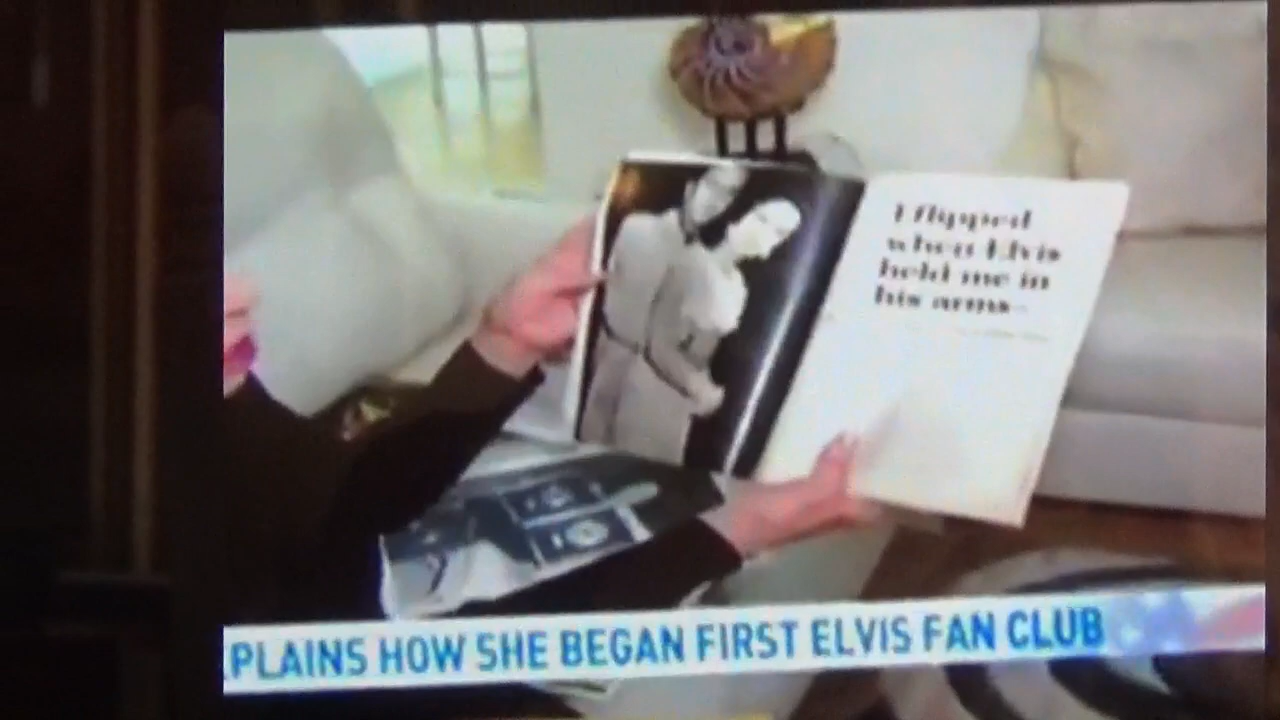 I flipped
when Elvis
held me in
his arms
PLAINS HOW SHE BEGAN FIRST ELVIS FAN CLUB